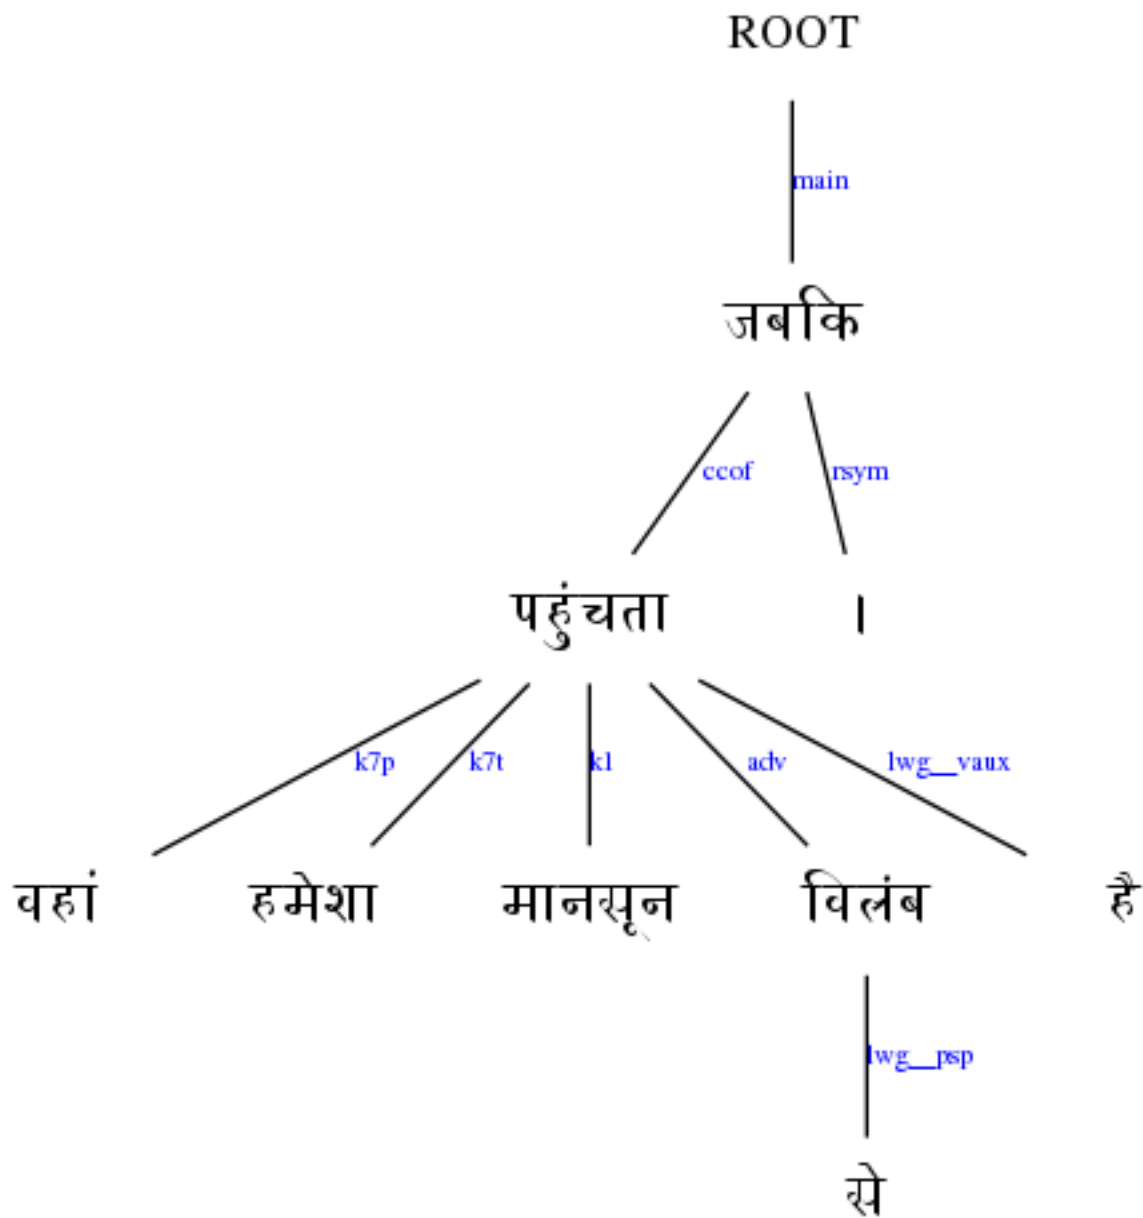 ROOT
main
जबकि
ccof rsym
पहुंचता ।
k7p k7t k1 adv lwg__vaux
वहां हमेशा मानसून विलंब है
lwg__psp
से